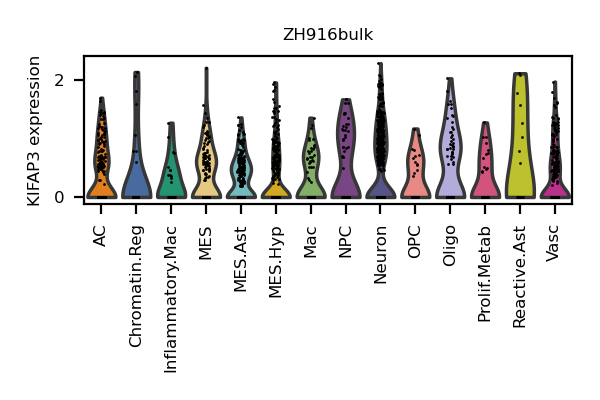 ZH916bulk
KIFAP3 expression
2
0
AC
Chromatin.Reg
Inflammatory.Mac
MES
MES.Ast
MES.Hyp
Mac
NPC
Neuron
OPC
Oligo
Prolif.Metab
Reactive.Ast
Vasc